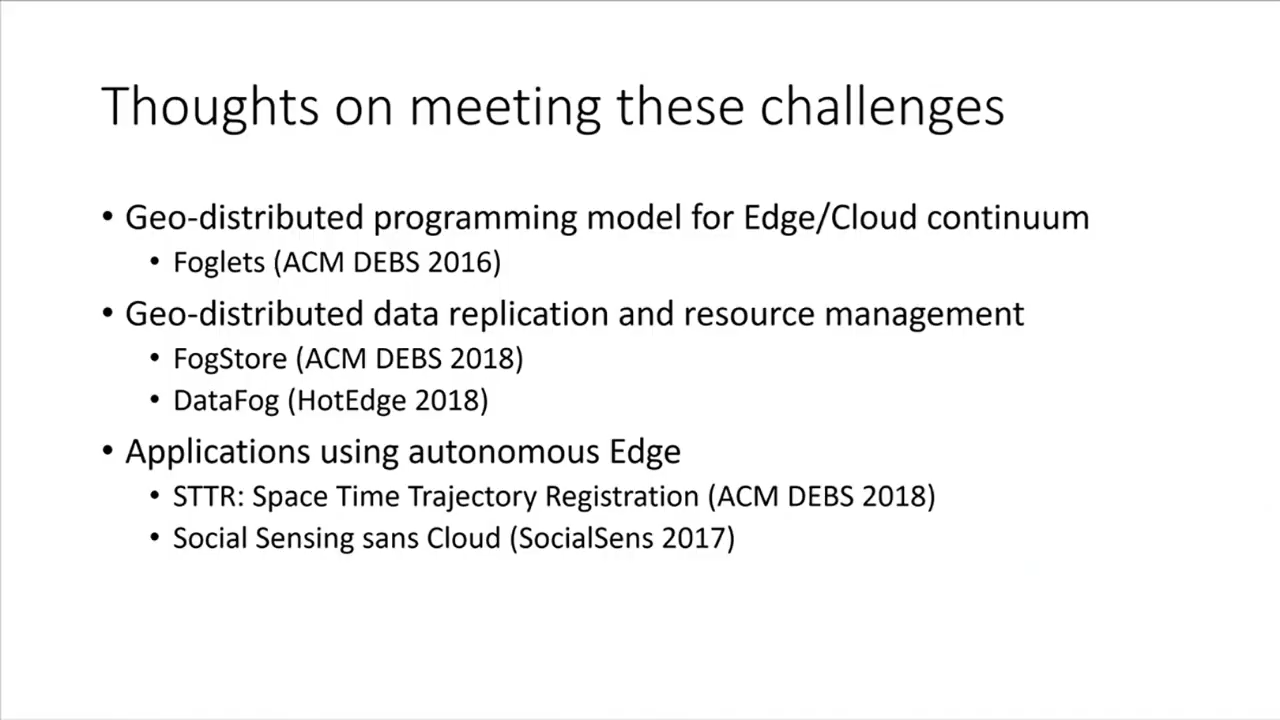 Thoughts on meeting these challenges
• Geo-distributed programming model for Edge/Cloud continuum
• Foglets (ACM DEBS 2016)
• Geo-distributed data replication and resource management
• FogStore (ACM DEBS 2018)
• DataFog (HotEdge 2018)
• Applications using autonomous Edge
• STTR: Space Time Trajectory Registration (ACM DEBS 2018)
• Social Sensing sans Cloud (SocialSens 2017)